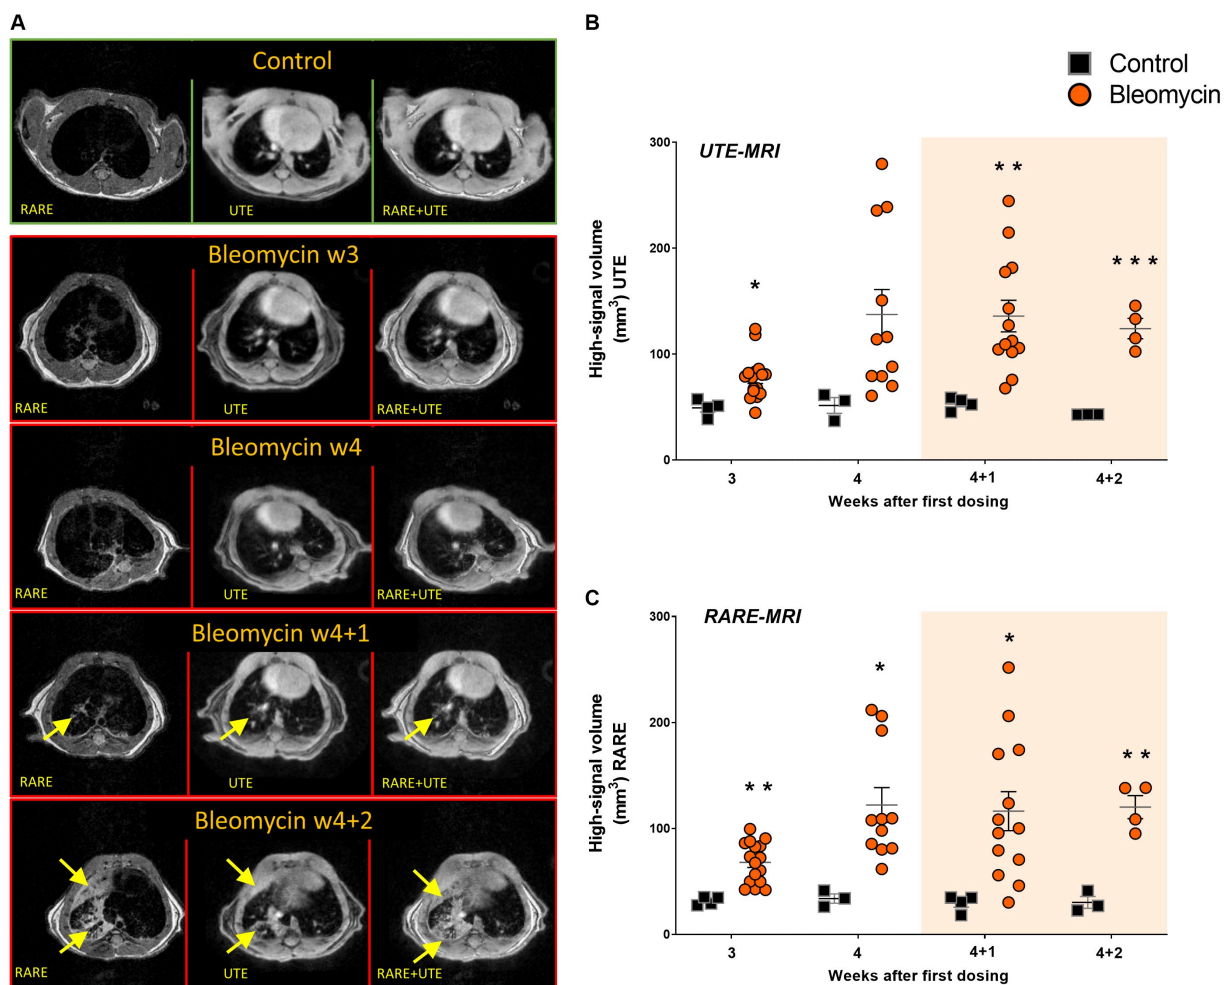 A
Control
RARE
UTE
RARE+UTE
Bleomycin w3
RARE
UTE
RARE+UTE
Bleomycin w4
RARE
UTE
RARE+UTE
Bleomycin w4+1
RARE
UTE
RARE+UTE
Bleomycin w4+2
RARE
UTE
RARE+UTE
B
Control
Bleomycin
UTE-MRI
High-signal volume
(mm³) UTE
300
200
100
0
*
* *
* * *
3
4
4+1
4+2
Weeks after first dosing
C
RARE-MRI
High-signal volume
(mm³) RARE
300
200
100
0
* *
*
*
* *
3
4
4+1
4+2
Weeks after first dosing